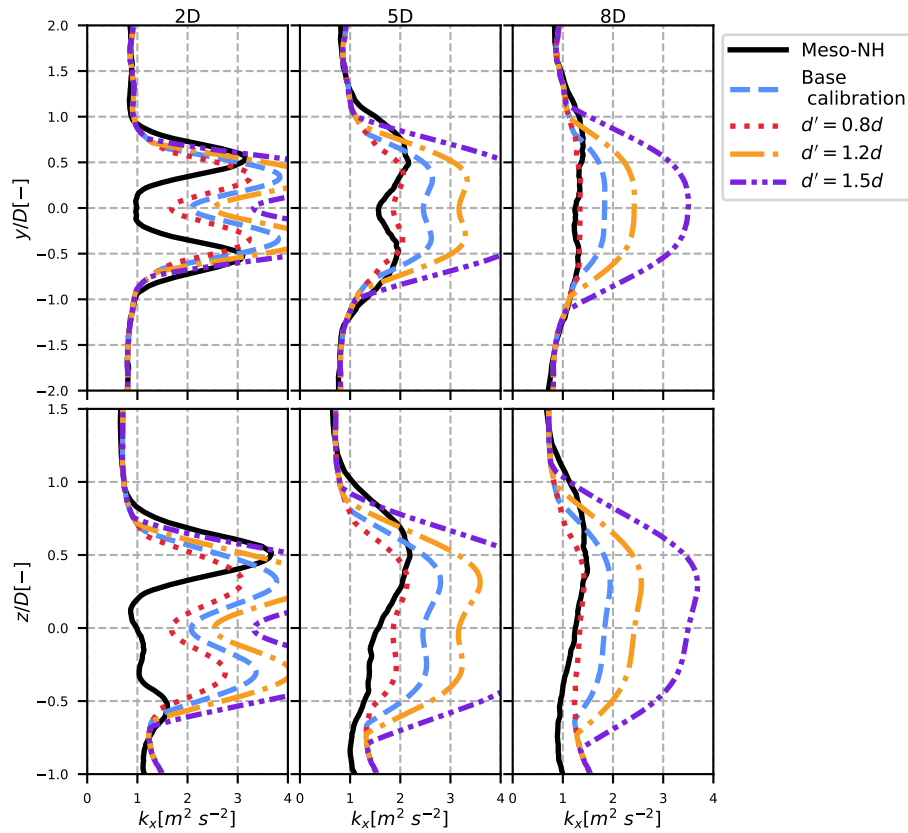 2D 5D 8D
2.0
1.5
1.0
0.5
0.0
−0.5
−1.0
−1.5
−2.0
y/D[−]
Meso-NH
Base
calibration
d′ = 0.8d
d′ = 1.2d
d′ = 1.5d
1.5
1.0
0.5
0.0
−0.5
−1.0
z/D[−]
0 1 2 3 4 0 1 2 3 4 0 1 2 3 4
kₓ[m² s⁻²] kₓ[m² s⁻²] kₓ[m² s⁻²]